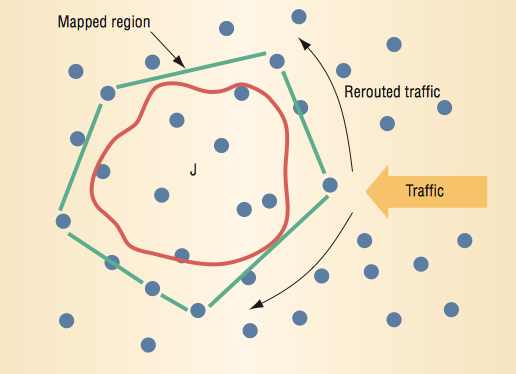 Mapped region
Rerouted traffic
J
Traffic